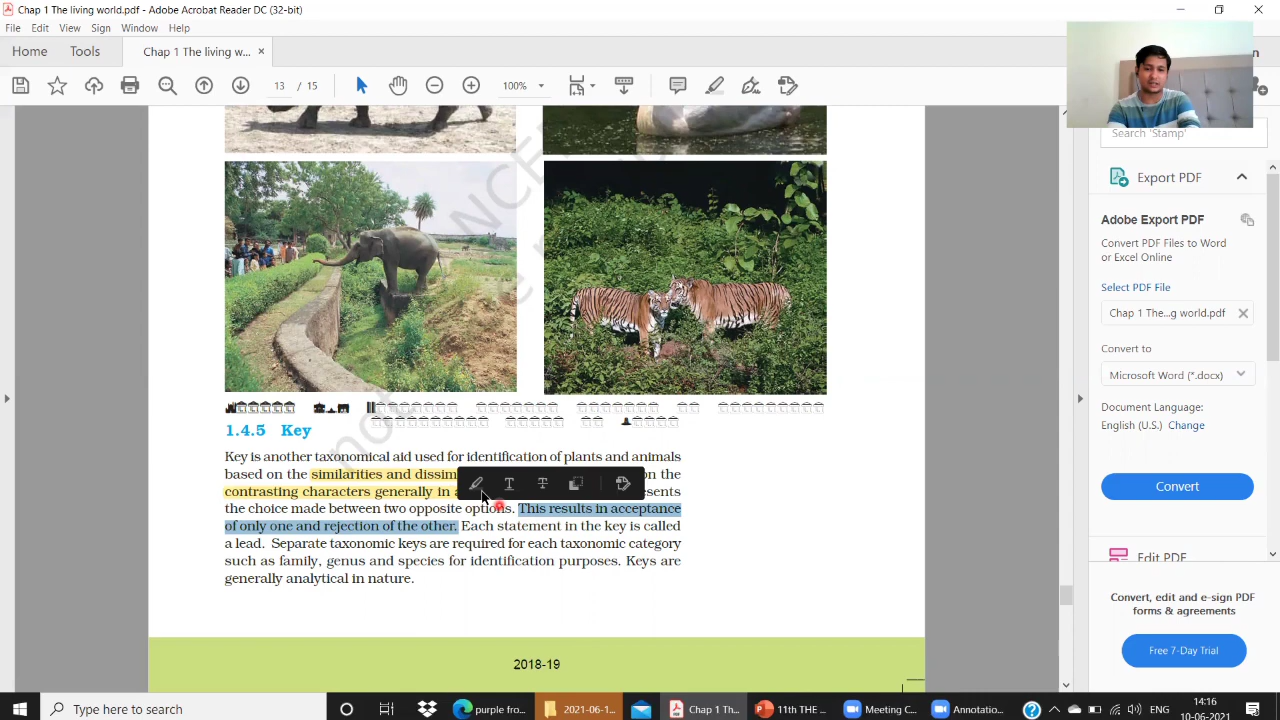 Chap 1 The living world.pdf - Adobe Acrobat Reader DC (32-bit)
File Edit View Sign Window Help
Home Tools Chap 1 The living w... ×
13 / 15 100%
Search 'Stamp'
Export PDF
Adobe Export PDF
Convert PDF Files to Word
or Excel Online
Select PDF File
Chap 1 The...g world.pdf
Convert to
Microsoft Word (*.docx)
Document Language:
English (U.S.) Change
Convert
Edit PDF
Convert, edit and e-sign PDF
forms & agreements
Free 7-Day Trial
1.4.5 Key
Key is another taxonomical aid used for identification of plants and animals
based on the similarities and on the
contrasting characters generally in
the choice made between two opposite options. This results in acceptance
of only one and rejection of the other. Each statement in the key is called
a lead. Separate taxonomic keys are required for each taxonomic category
such as family, genus and species for identification purposes. Keys are
generally analytical in nature.
2018-19
Type here to search
purple fro...
2021-06-1...
Chap 1 Th...
11th THE ...
Meeting C...
Annotatio...
ENG
14:16
10-06-2021